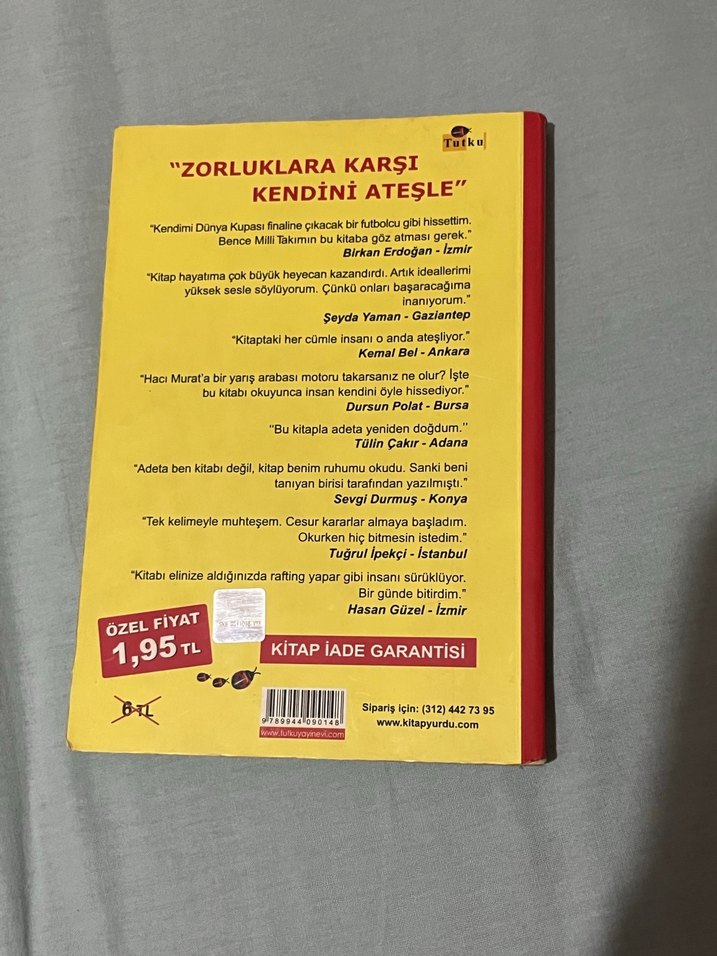 Tutku
“ZORLUKLARA KARŞI
KENDİNİ ATEŞLE”
“Kendimi Dünya Kupası finaline çıkacak bir futbolcu gibi hissettim.
Bence Milli Takımın bu kitaba göz atması gerek.”
Birkan Erdoğan - İzmir
“Kitap hayatıma çok büyük heyecan kazandırdı. Artık ideallerimi
yüksek sesle söylüyorum. Çünkü onları başaracağıma
inanıyorum.”
Şeyda Yaman - Gaziantep
“Kitaptaki her cümle insanı o anda ateşliyor.”
Kemal Bel - Ankara
“Hacı Murat’a bir yarış arabası motoru takarsanız ne olur? İşte
bu kitabı okuyunca insan kendini öyle hissediyor.”
Dursun Polat - Bursa
‘‘Bu kitapla adeta yeniden doğdum.’’
Tülin Çakır - Adana
“Adeta ben kitabı değil, kitap benim ruhumu okudu. Sanki beni
tanıyan birisi tarafından yazılmıştı.”
Sevgi Durmuş - Konya
“Tek kelimeyle muhteşem. Cesur kararlar almaya başladım.
Okurken hiç bitmesin istedim.”
Tuğrul İpekçi - İstanbul
“Kitabı elinize aldığınızda rafting yapar gibi insanı sürüklüyor.
Bir günde bitirdim.”
Hasan Güzel - İzmir
ÖZEL FİYAT
1,95 TL
KİTAP İADE GARANTİSİ
6 TL
9 789944 090148
www.tutkuyayinevi.com
Sipariş için: (312) 442 73 95
www.kitapyurdu.com